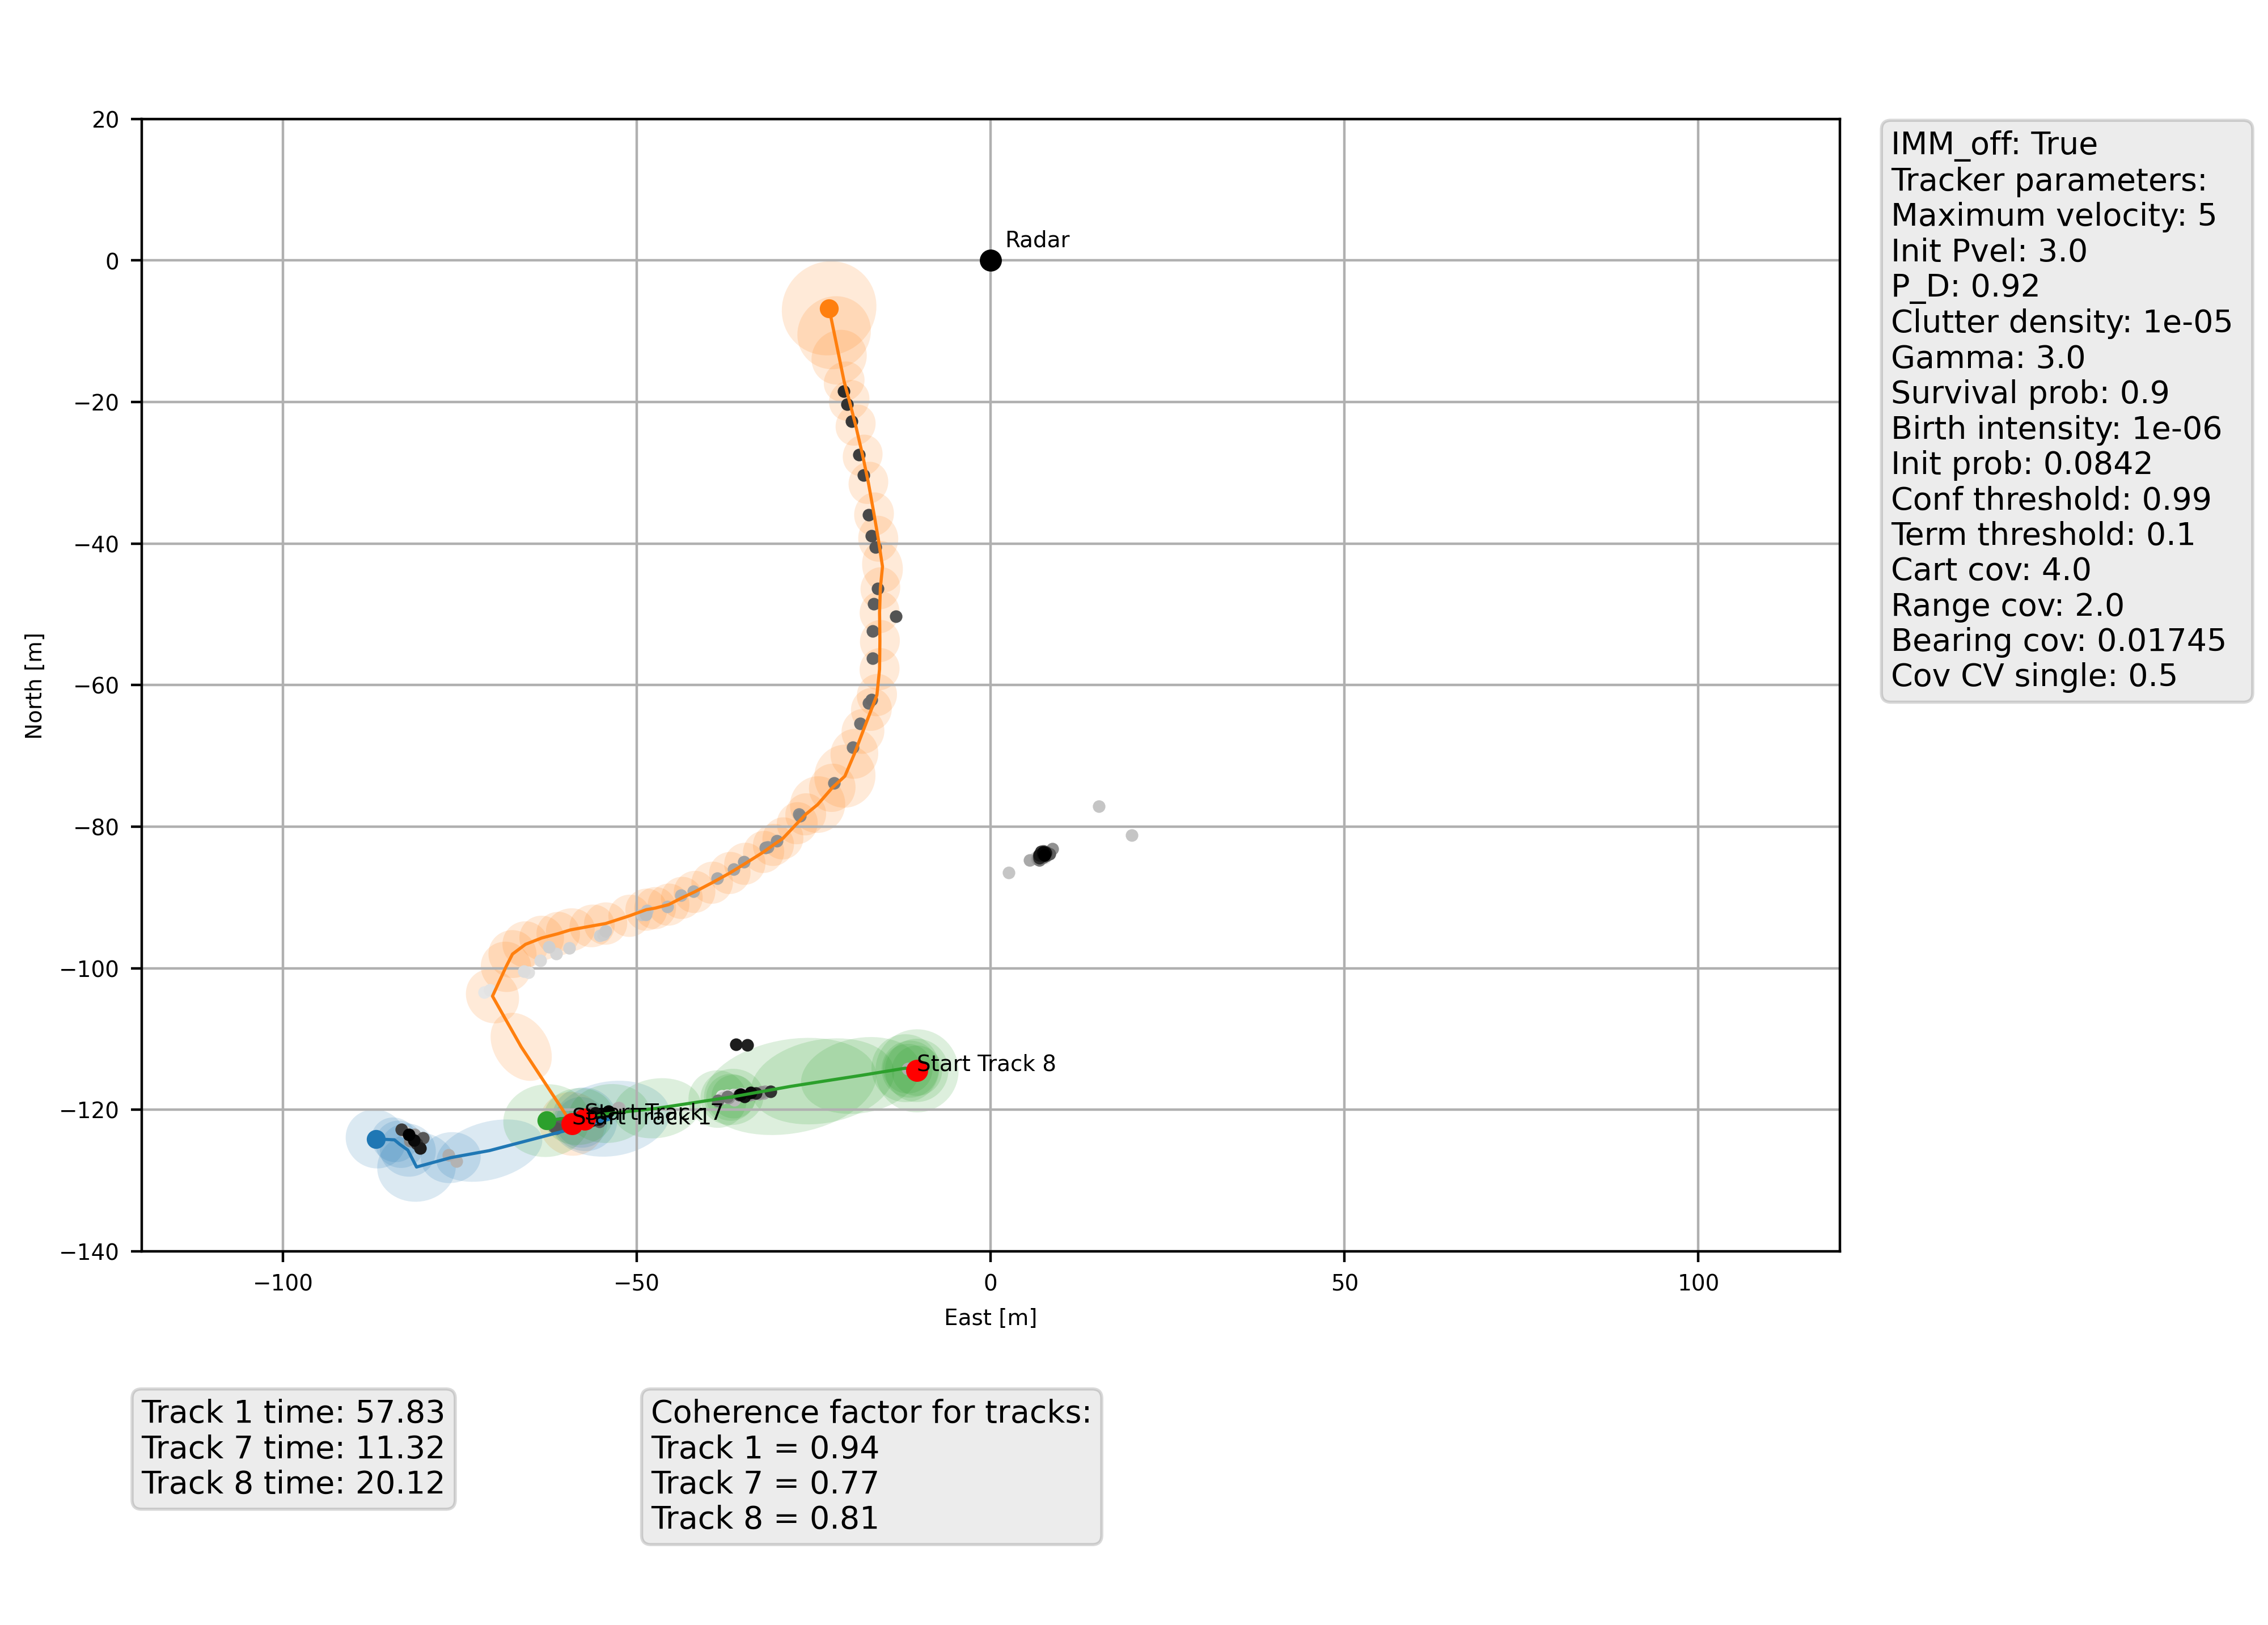 20
0
−20
−40
−60
−80
−100
−120
−140
−100
−50
0
50
100
East [m]
North [m]
Radar
Start Track 8
Start Track 7
Start Track 1
IMM_off: True
Tracker parameters:
Maximum velocity: 5
Init Pvel: 3.0
P_D: 0.92
Clutter density: 1e-05
Gamma: 3.0
Survival prob: 0.9
Birth intensity: 1e-06
Init prob: 0.0842
Conf threshold: 0.99
Term threshold: 0.1
Cart cov: 4.0
Range cov: 2.0
Bearing cov: 0.01745
Cov CV single: 0.5
Track 1 time: 57.83
Track 7 time: 11.32
Track 8 time: 20.12
Coherence factor for tracks:
Track 1 = 0.94
Track 7 = 0.77
Track 8 = 0.81